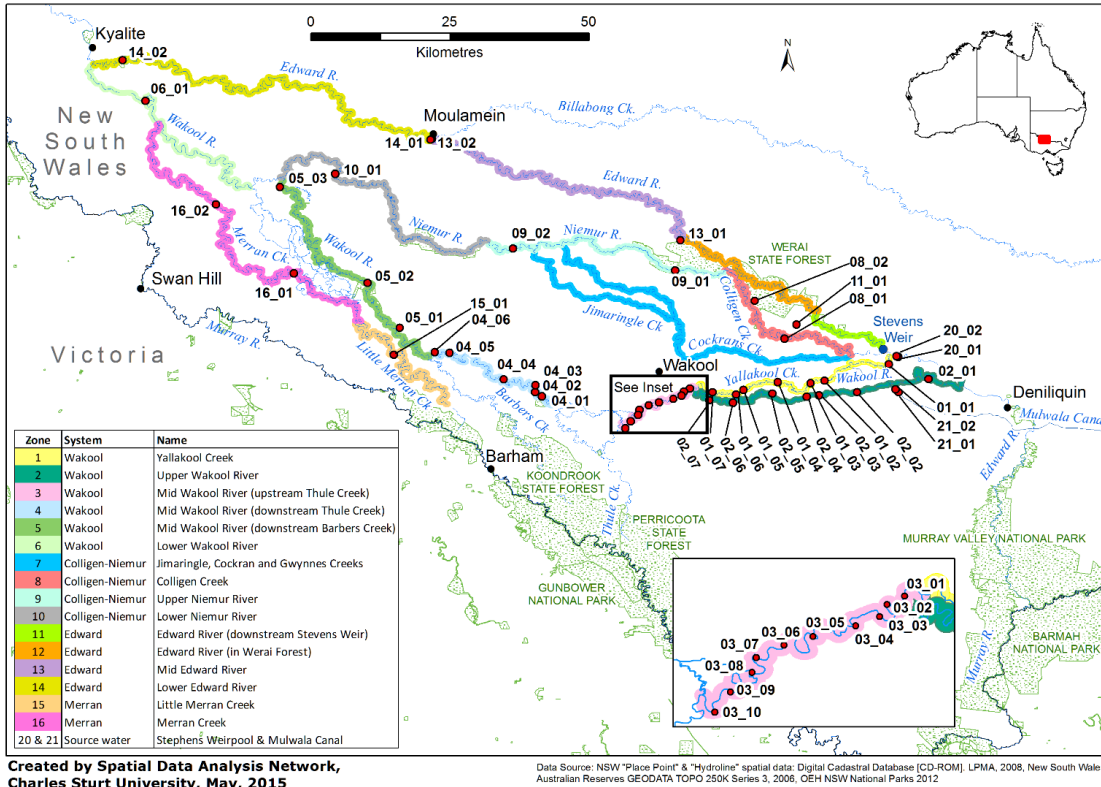 0 25 50
Kilometres
N
Kyalite
14_02
Edward R.
06_01
New
South
Wales
Wakool R.
Billabong Ck.
Moulamein
14_01
13_02
10_01
05_03
Edward R.
16_02
Niemur R.
09_02
Niemur R.
13_01
WERAI
STATE FOREST
Merran Ck.
Wakool R.
Swan Hill
16_01
05_02
09_01
08_02
11_01
08_01
Colligen Ck.
Jimaringle Ck
15_01
04_06
05_01
Murray R.
Victoria
Stevens
Weir
20_02
20_01
Cockrans Ck
Wakool
04_05
04_04
04_03
04_02
04_01
Little Merran Ck
Barbers Ck
See Inset
Yallakool Ck.
Wakool R.
02_01
Deniliquin
Mulwala Canal
01_01
21_02
21_01
02_07
01_07
02_06
01_06
01_05
02_05
02_04
01_04
01_03
02_03
01_02
02_02
Edward R.
Barham
KOONDROOK
STATE FOREST
Thule Ck.
PERRICOOTA
STATE
FOREST
GUNBOWER
NATIONAL PARK
MURRAY VALLEY NATIONAL PARK
Murray R.
BARMAH
NATIONAL PARK
03_01
03_02
03_03
03_04
03_05
03_06
03_07
03_08
03_09
03_10
Zone System Name
1 Wakool Yallakool Creek
2 Wakool Upper Wakool River
3 Wakool Mid Wakool River (upstream Thule Creek)
4 Wakool Mid Wakool River (downstream Thule Creek)
5 Wakool Mid Wakool River (downstream Barbers Creek)
6 Wakool Lower Wakool River
7 Colligen-Niemur Jimaringle, Cockran and Gwynnes Creeks
8 Colligen-Niemur Colligen Creek
9 Colligen-Niemur Upper Niemur River
10 Colligen-Niemur Lower Niemur River
11 Edward Edward River (downstream Stevens Weir)
12 Edward Edward River (in Werai Forest)
13 Edward Mid Edward River
14 Edward Lower Edward River
15 Merran Little Merran Creek
16 Merran Merran Creek
20 & 21 Source water Stephens Weirpool & Mulwala Canal
Created by Spatial Data Analysis Network,
Charles Sturt University, May, 2015
Data Source: NSW "Place Point" & "Hydroline" spatial data: Digital Cadastral Database [CD-ROM]. LPMA, 2008, New South Wale
Australian Reserves GEODATA TOPO 250K Series 3, 2006, OEH NSW National Parks 2012